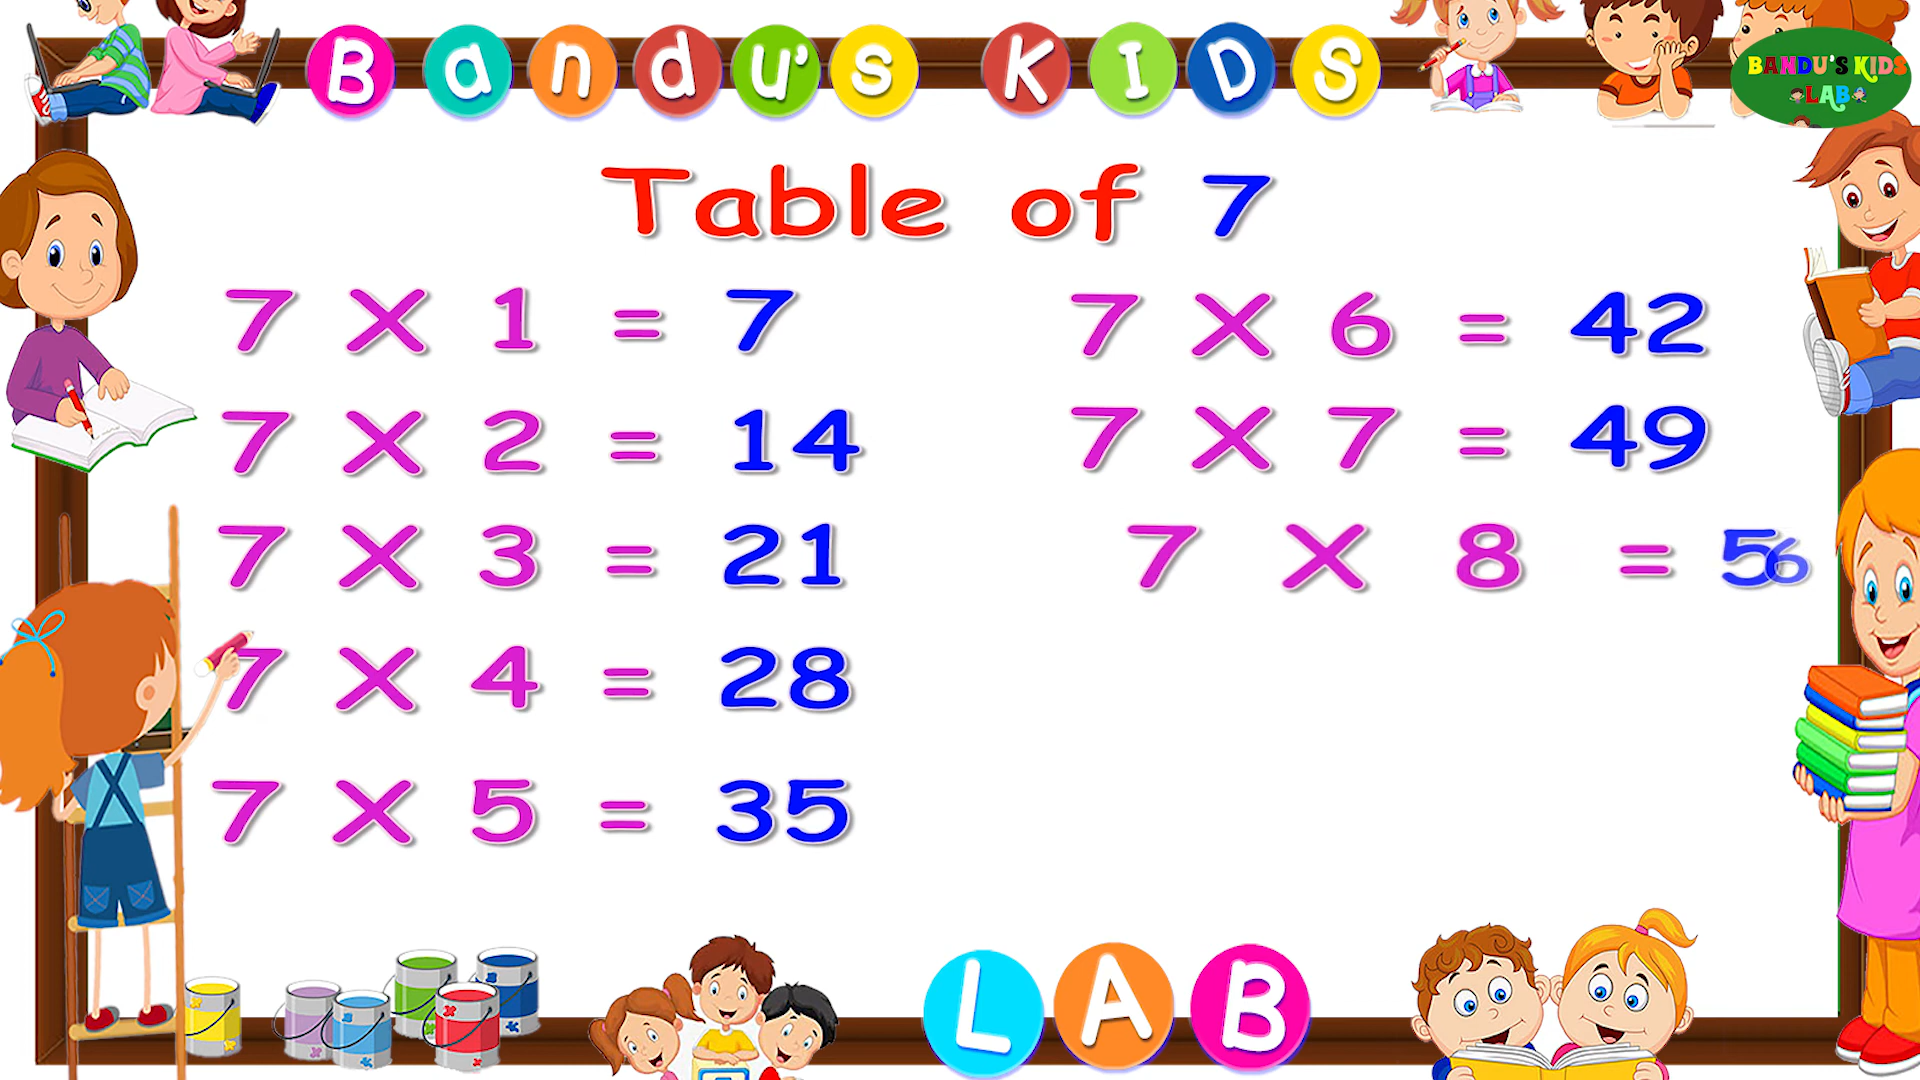 Bandu's KIDS
BANDU'S KIDS
LAB
Table of 7
7 X 1 = 7
7 X 2 = 14
7 X 3 = 21
7 X 4 = 28
7 X 5 = 35
7 X 6 = 42
7 X 7 = 49
7 X 8 = 56
LAB